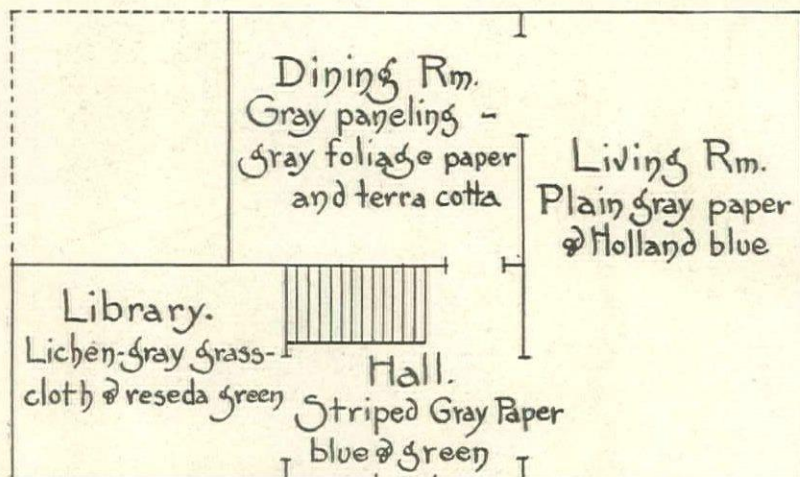 Dining Rm.
Gray paneling -
gray foliage paper
and terra cotta
Living Rm.
Plain gray paper
& Holland blue
Library.
Lichen-gray grass-
cloth & reseda green
Hall.
Striped Gray Paper
blue & green